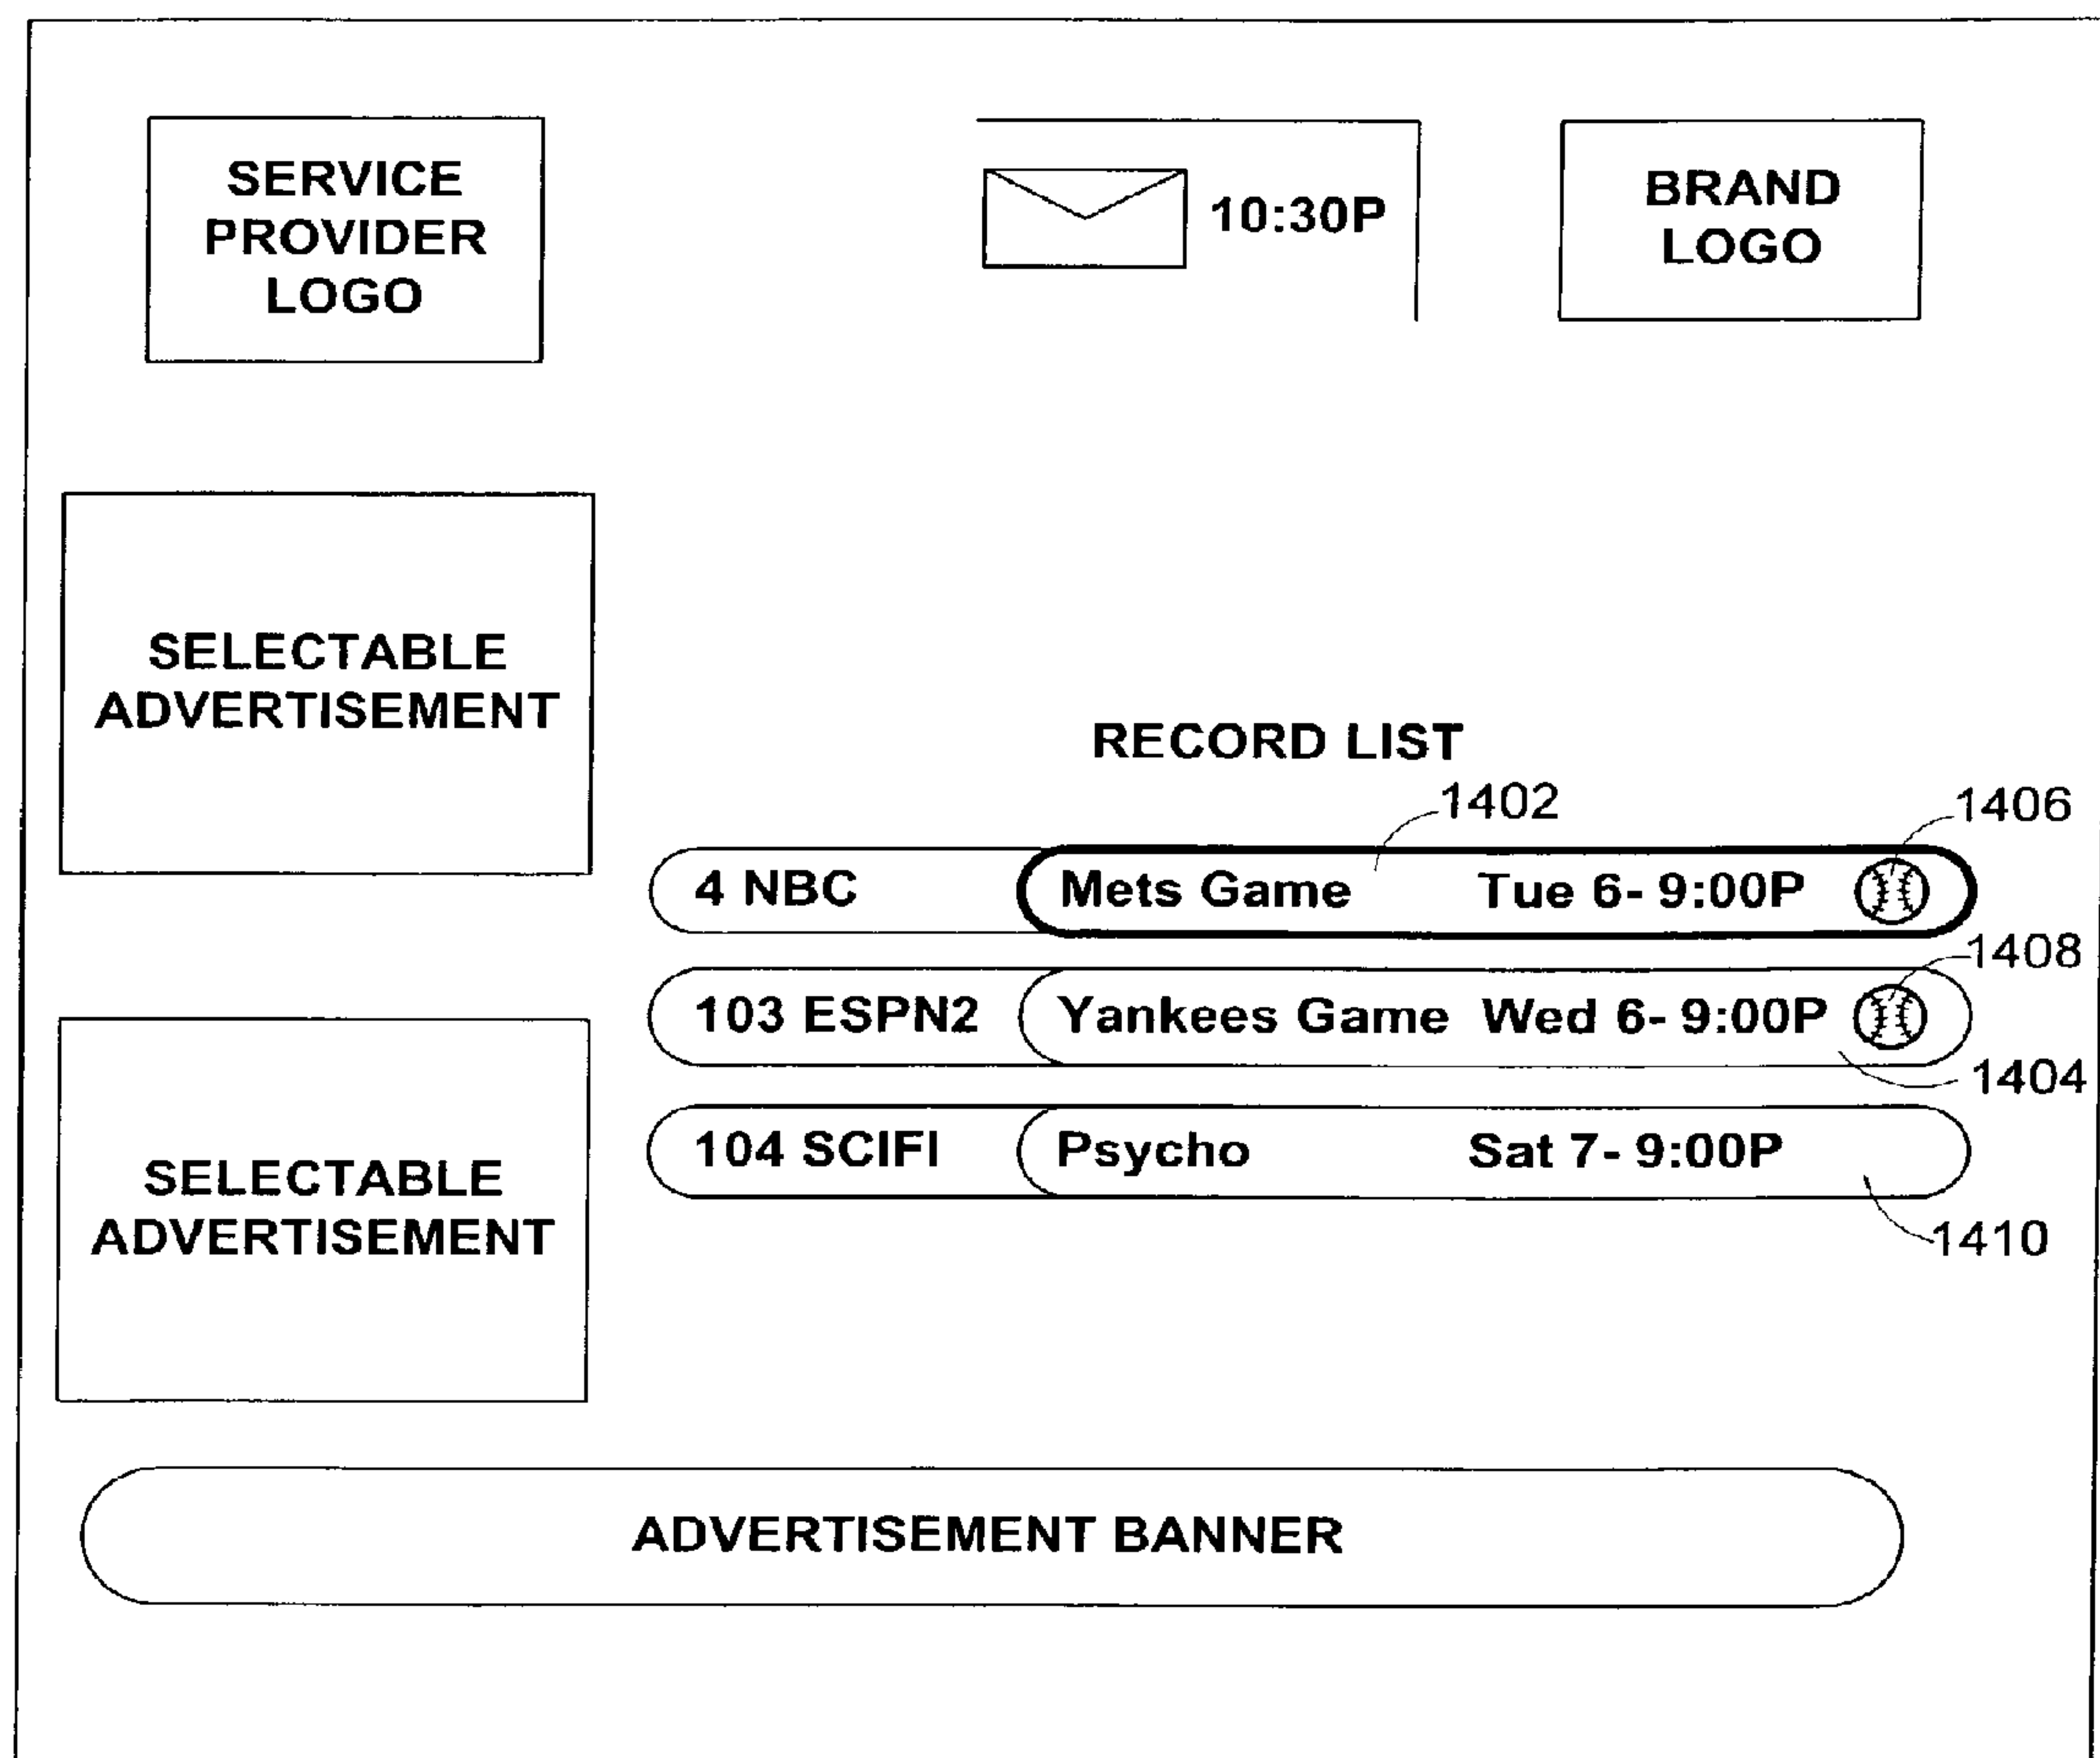 SERVICE
PROVIDER
LOGO
10:30P
BRAND
LOGO
SELECTABLE
ADVERTISEMENT
RECORD LIST
1402
1406
4 NBC Mets Game Tue 6- 9:00P
1408
103 ESPN2 Yankees Game Wed 6- 9:00P
1404
104 SCIFI Psycho Sat 7- 9:00P
1410
SELECTABLE
ADVERTISEMENT
ADVERTISEMENT BANNER